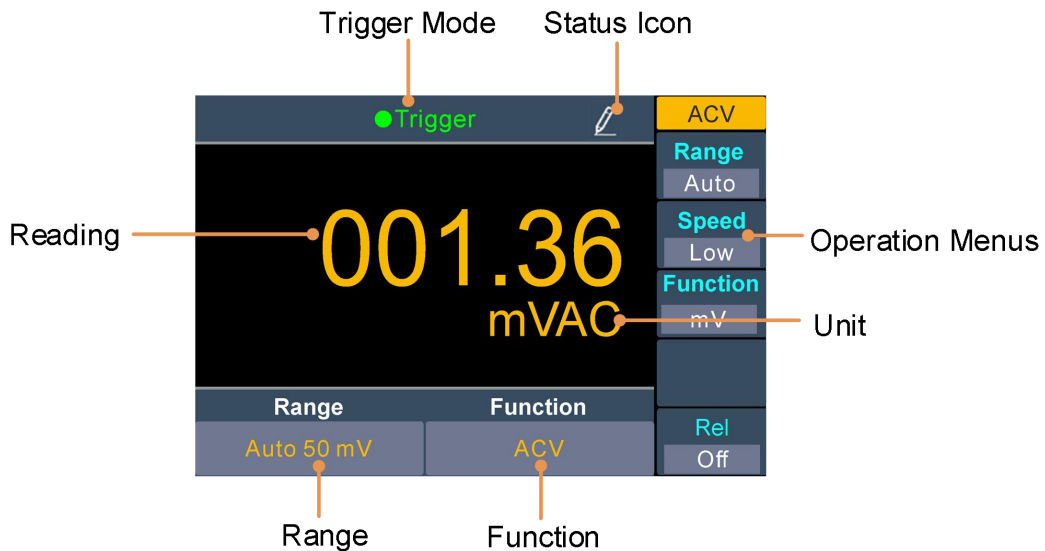 Trigger Mode
Status Icon
Trigger
ACV
Range
Auto
Reading
001.36
Speed
Low
Operation Menus
Function
mVAC
mV
Unit
Range
Function
Auto 50 mV
ACV
Rel
Off
Range
Function